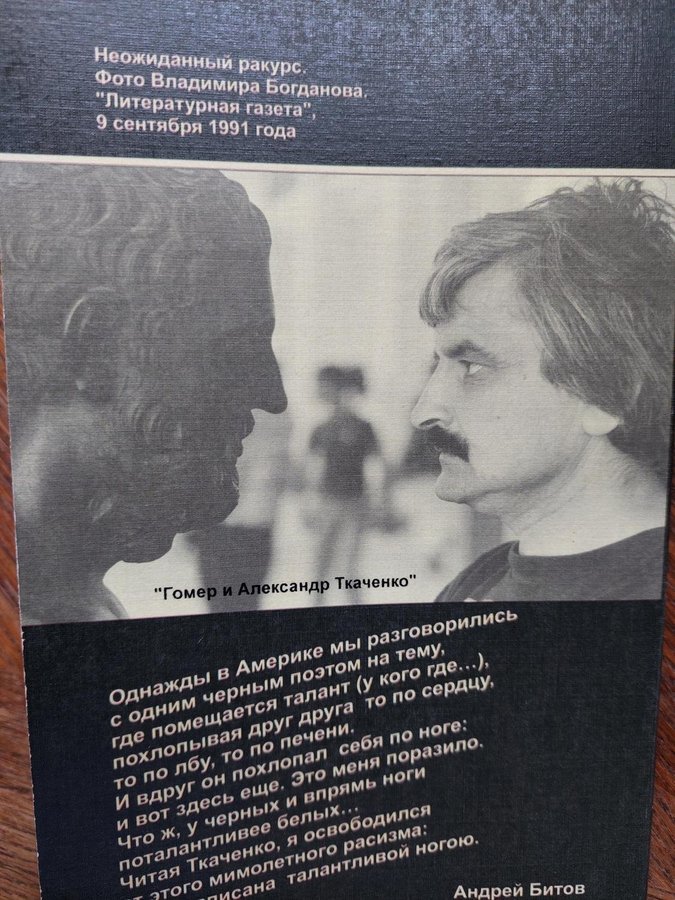 Неожиданный ракурс.
Фото Владимира Богданова.
"Литературная газета",
9 сентября 1991 года
"Гомер и Александр Ткаченко"
Однажды в Америке мы разговорились
с одним черным поэтом на тему,
где помещается талант (у кого где...),
похлопывая друг друга то по сердцу,
то по лбу, то по печени.
И вдруг он похлопал себя по ноге:
и вот здесь еще. Это меня поразило.
Что ж, у черных и впрямь ноги
поталантливее белых...
Читая Ткаченко, я освободился
от этого мимолетного расизма:
талантливой ногою.
Андрей Битов